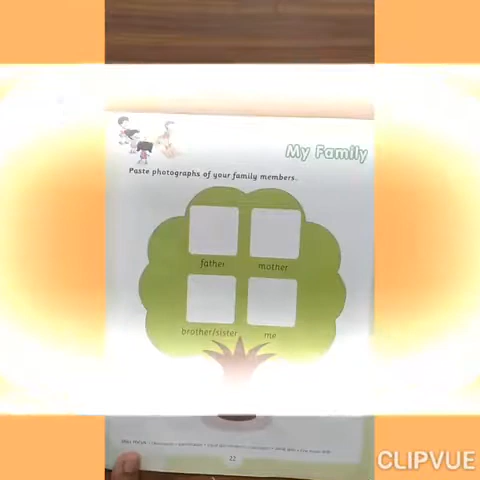 My Family
Paste photographs of your family members.
father
mother
brother/sister
me
22
CLIPVUE